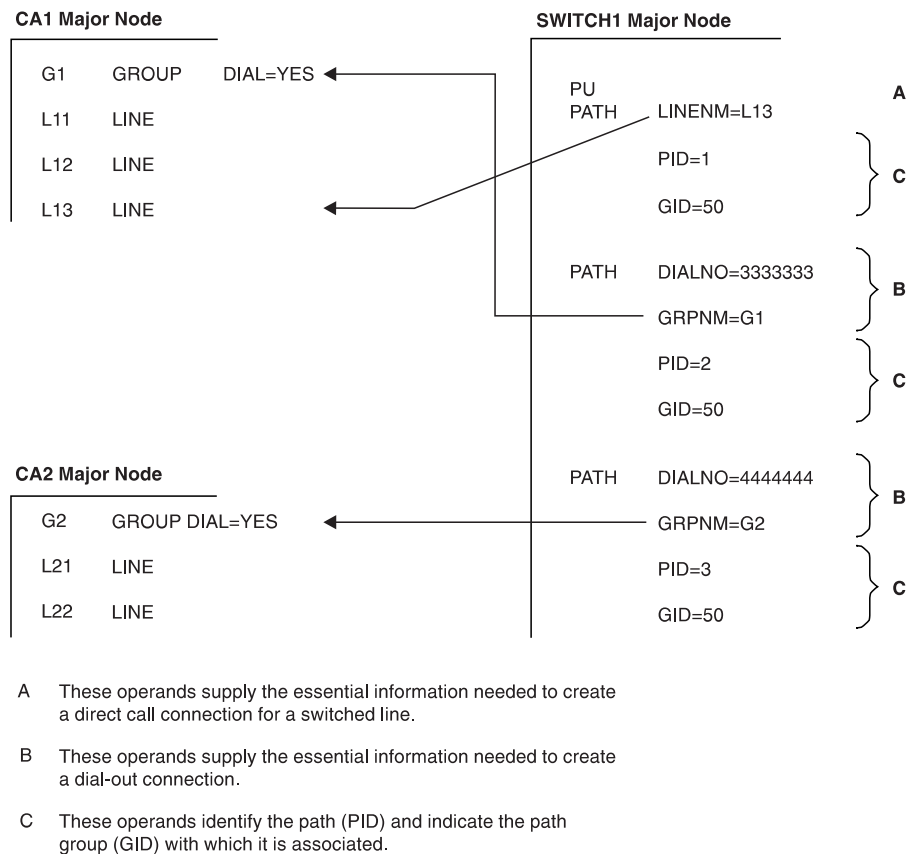 CA1 Major Node
G1 GROUP DIAL=YES
L11 LINE
L12 LINE
L13 LINE
SWITCH1 Major Node
PU A
PATH LINENM=L13
PID=1
C
GID=50
PATH DIALNO=3333333
B
GRPNM=G1
PID=2
C
GID=50
PATH DIALNO=4444444
B
GRPNM=G2
PID=3
C
GID=50
CA2 Major Node
G2 GROUP DIAL=YES
L21 LINE
L22 LINE
A These operands supply the essential information needed to create
a direct call connection for a switched line.
B These operands supply the essential information needed to create
a dial-out connection.
C These operands identify the path (PID) and indicate the path
group (GID) with which it is associated.